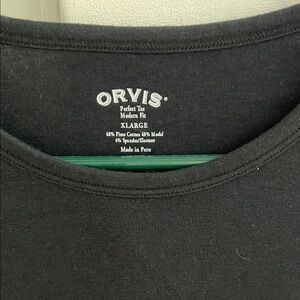 ORVIS®
Perfect Tee
Modern Fit
XLARGE
48% Pima Cotton 48% Modal
4% Spandex/Elastane
Made in Peru